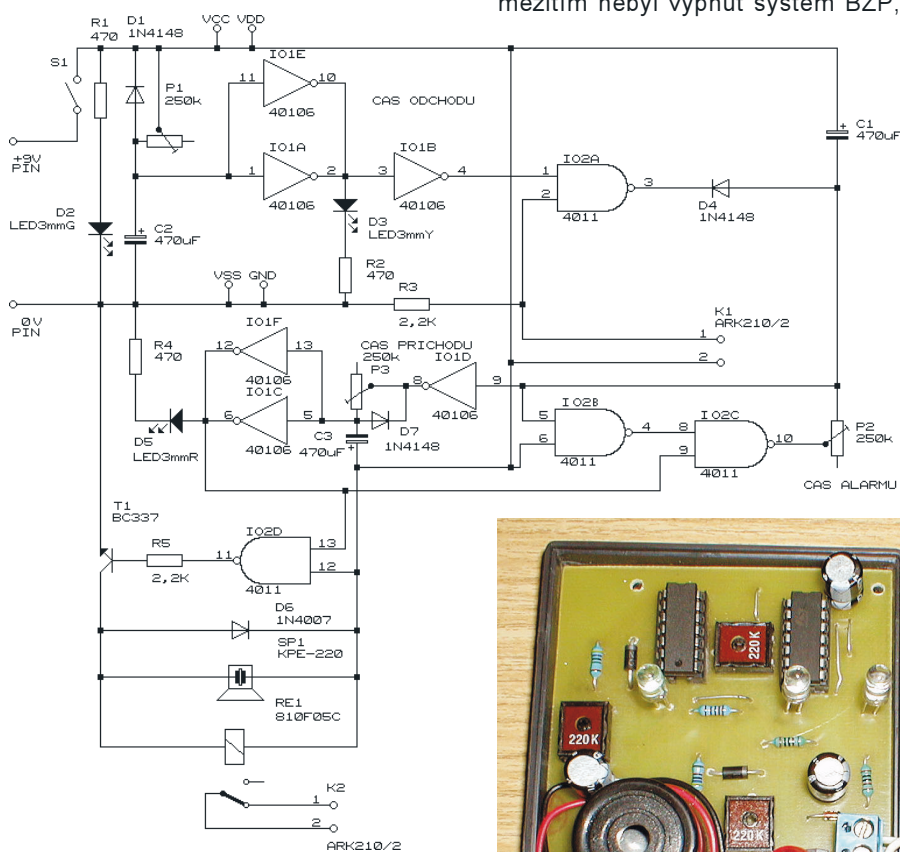 mezitím nebyl vypnut systém BZP,
R1
470
D1
1N4148
VCC VDD
S1
P1
250k
IO1E
11
10
40106
CAS ODCHODU
C1
470uF
+
+9V
PIN
IO1A
1
2
40106
IO1B
3
4
40106
IO2A
1
2
3
4011
D4
1N4148
D2
LED3mmG
C2
470uF
+
D3
LED3mmY
R2
470
VSS GND
R3
2,2K
0V
PIN
K1
ARK210/2
1
2
R4
470
IO1F
12
13
40106
CAS PRICHODU
250k
P3
IO1D
8
9
40106
IO1C
6
5
40106
D5
LED3mmR
C3
470uF
+
D7
1N4148
IO2B
5
6
4
4011
IO2C
8
9
10
4011
P2
250k
CAS ALARMU
T1
BC337
R5
2,2K
IO2D
11
13
12
4011
D6
1N4007
SP1
KPE-220
RE1
810F05C
K2
1
2
ARK210/2
220K
220K
220K